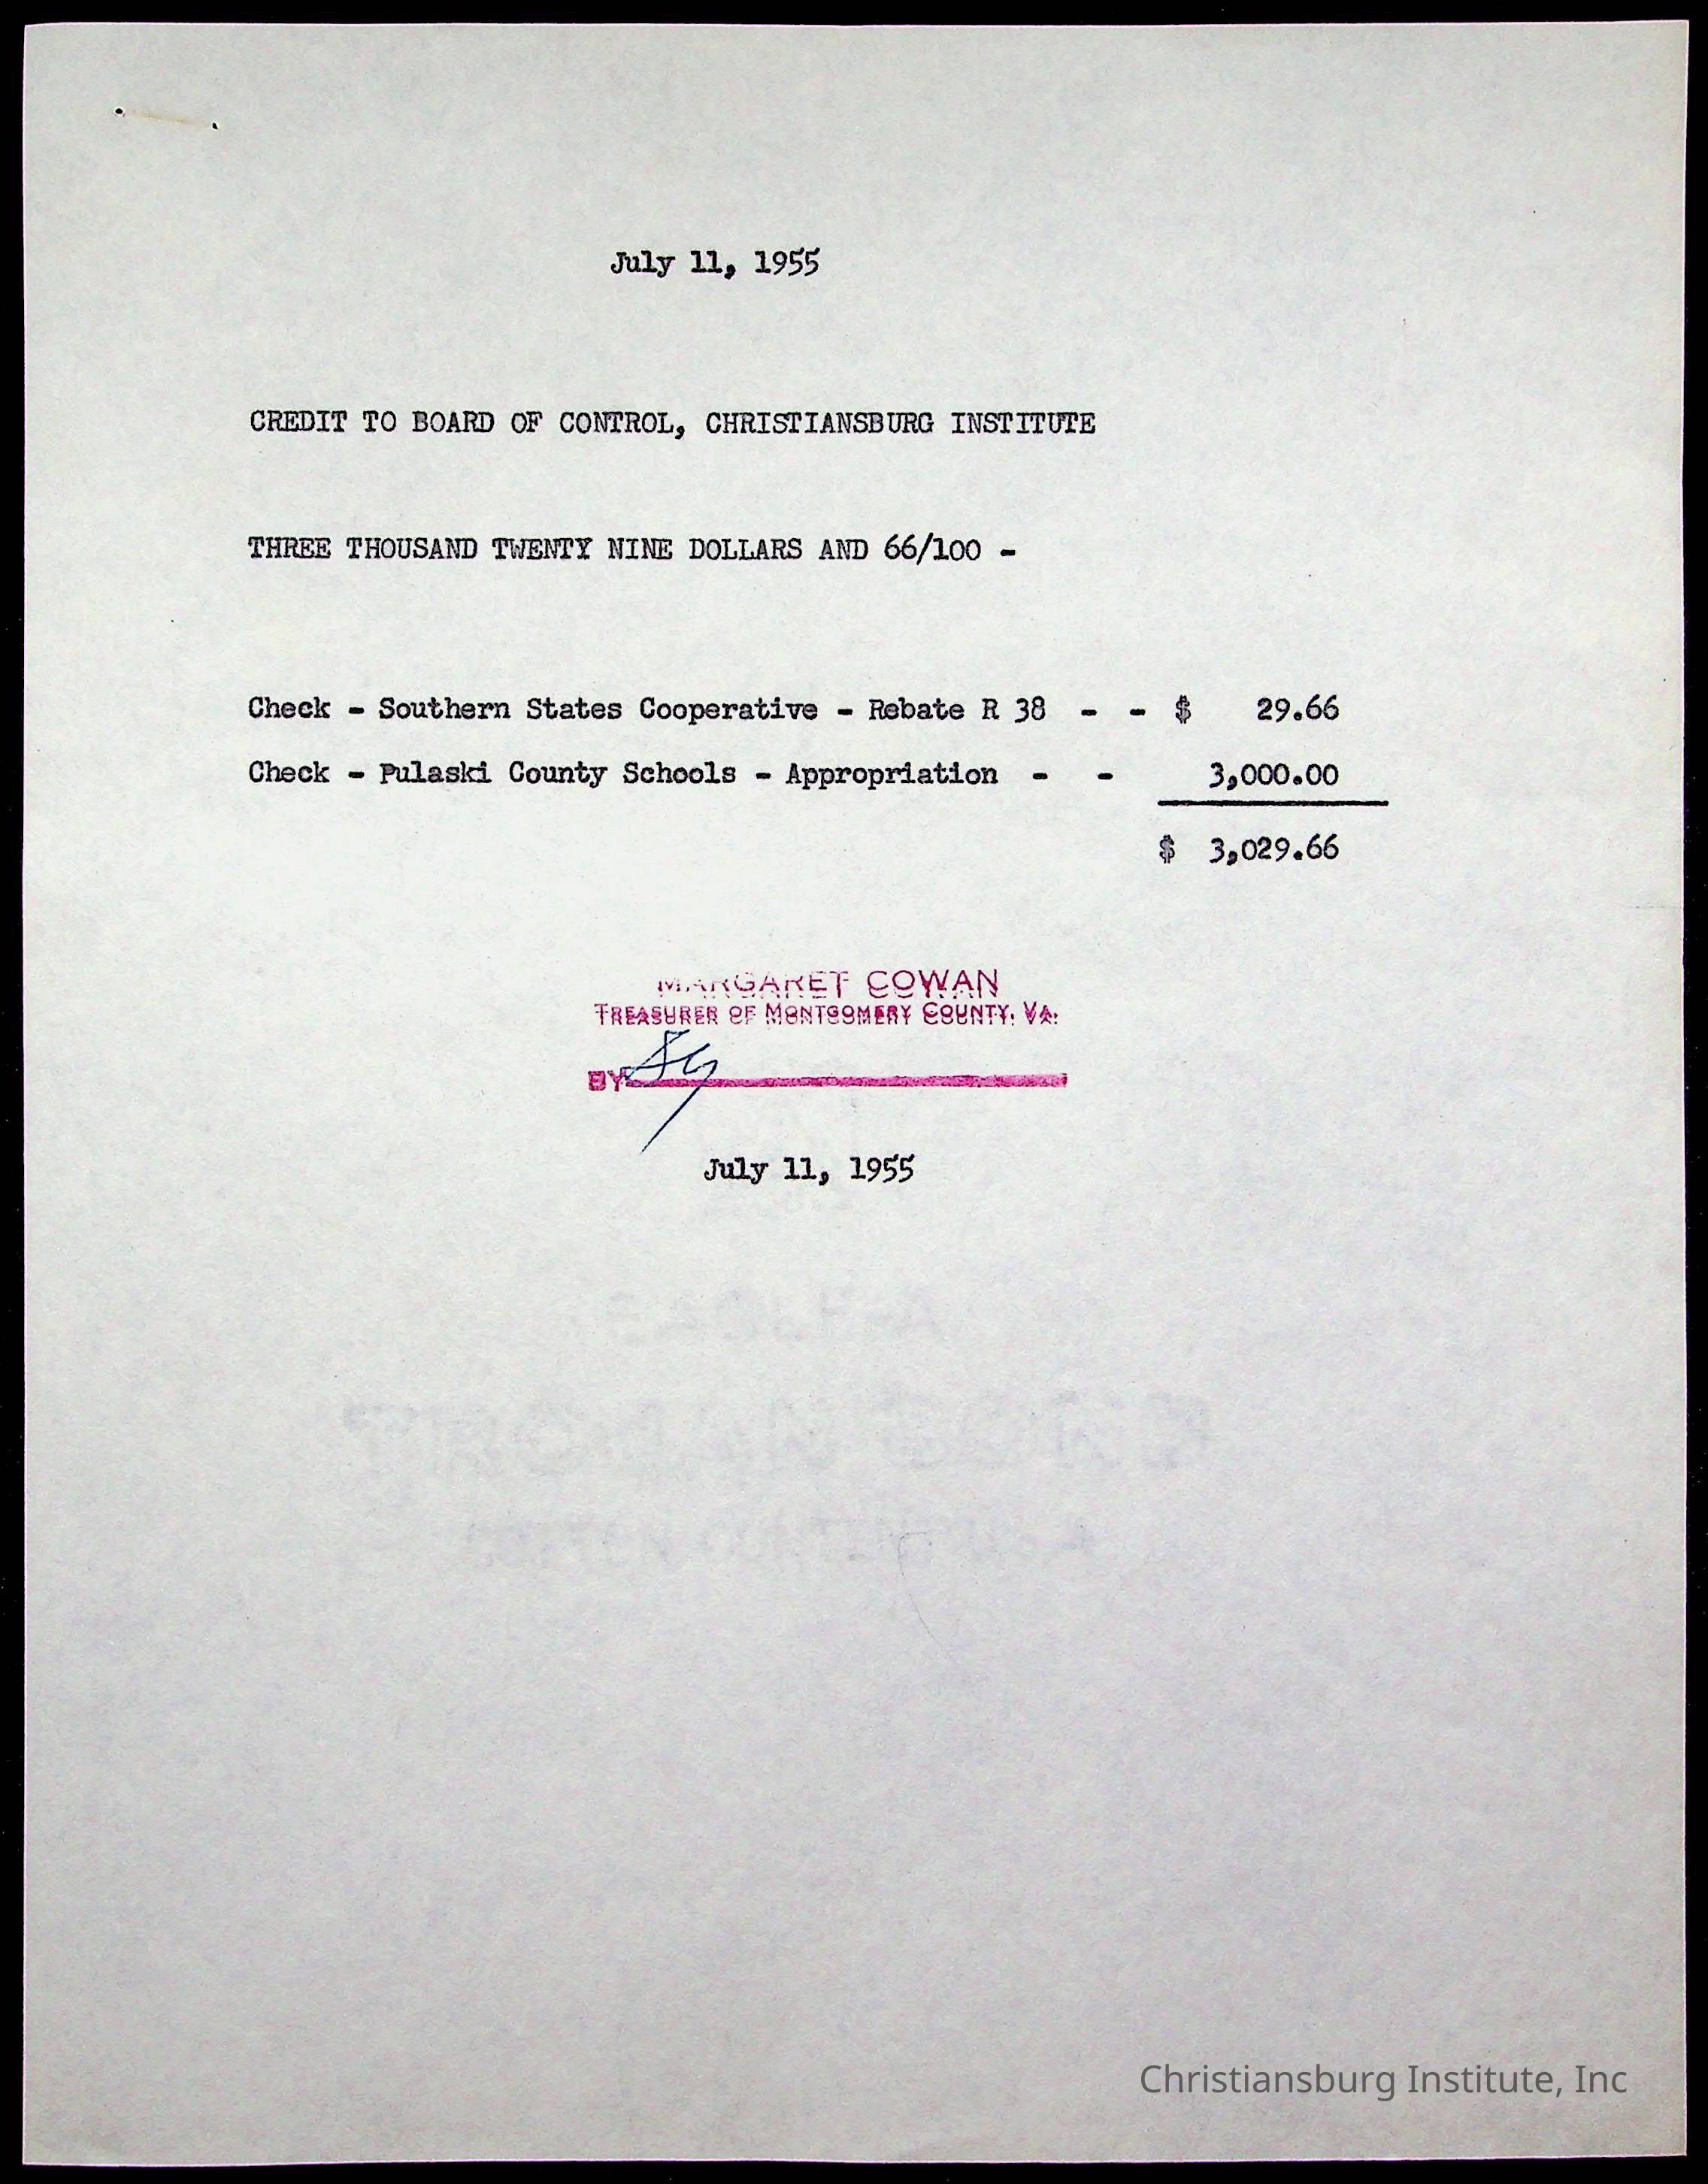 July 11, 1955
CREDIT TO BOARD OF CONTROL, CHRISTIANSBURG INSTITUTE
THREE THOUSAND TWENTY NINE DOLLARS AND 66/100 -
Check - Southern States Cooperative - Rebate R 38 - - $ 29.66
Check - Pulaski County Schools - Appropriation - - 3,000.00
$ 3,029.66
MARGARET COWAN
TREASURER OF MONTGOMERY COUNTY, VA.
BY
July 11, 1955
Christiansburg Institute, Inc